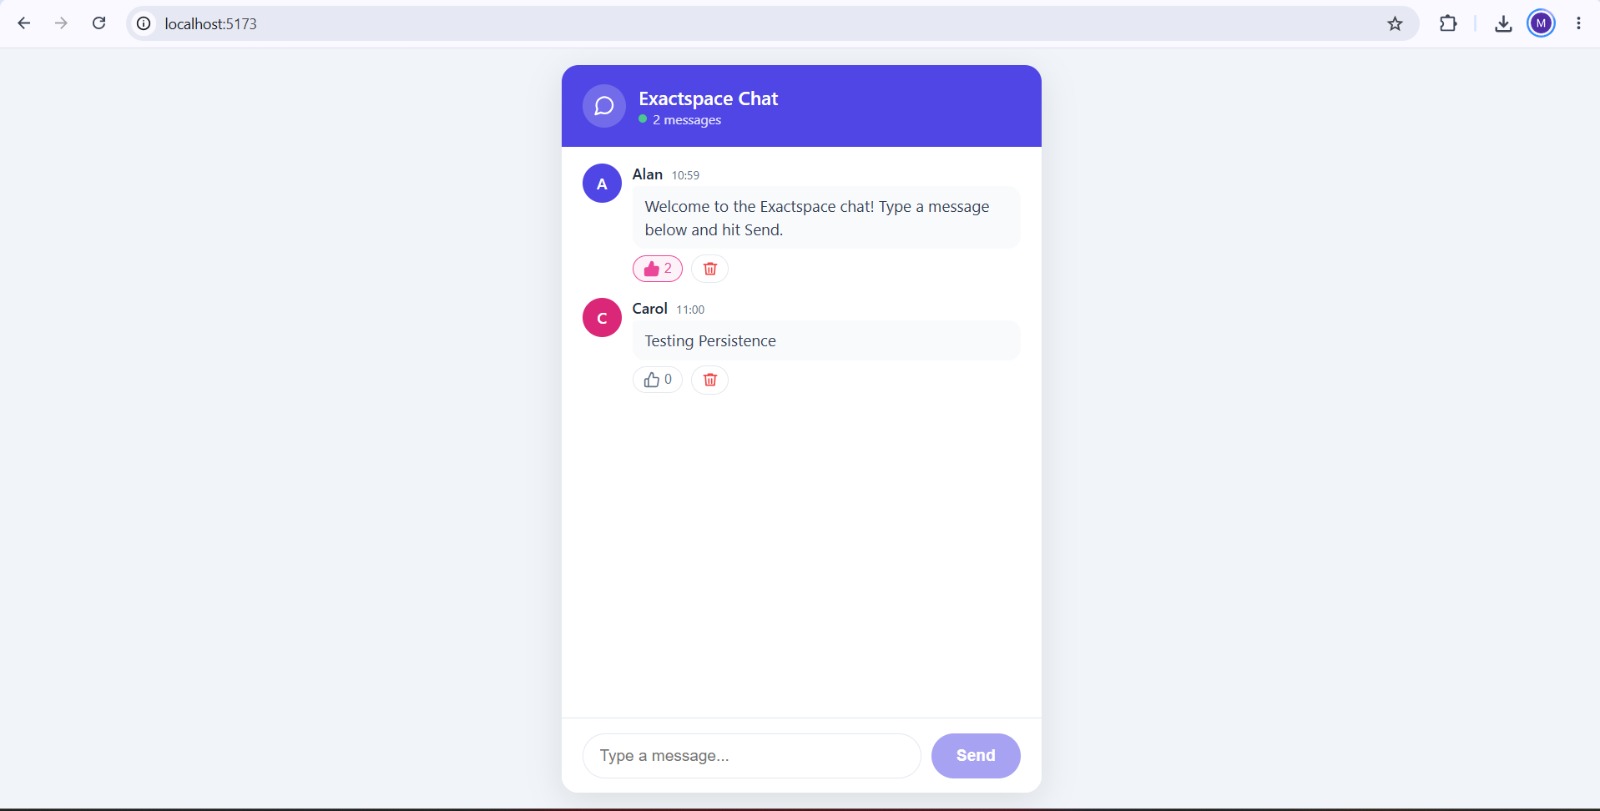 localhost:5173
M
Exactspace Chat
2 messages
A
Alan 10:59
Welcome to the Exactspace chat! Type a message
below and hit Send.
2
C
Carol 11:00
Testing Persistence
0
Type a message...
Send